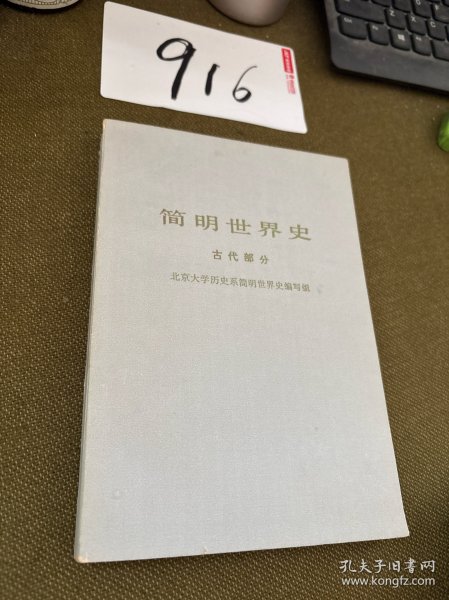 916
简明世界史
古代部分
北京大学历史系简明世界史编写组
孔夫子旧书网
www.kongfz.com